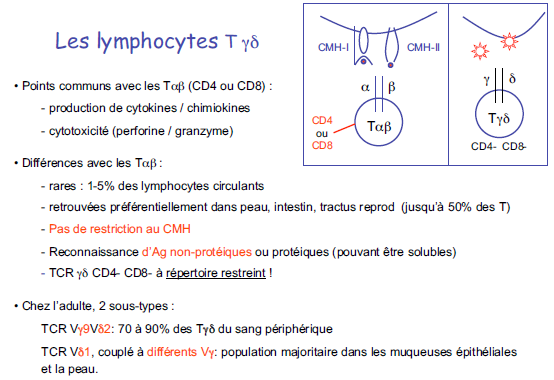 Les lymphocytes T γδ
• Points communs avec les Tαβ (CD4 ou CD8) :
- production de cytokines / chimiokines
- cytotoxicité (perforine / granzyme)
• Différences avec les Tαβ :
- rares : 1-5% des lymphocytes circulants
- retrouvées préférentiellement dans peau, intestin, tractus reprod (jusqu'à 50% des T)
- Pas de restriction au CMH
- Reconnaissance d'Ag non-protéiques ou protéiques (pouvant être solubles)
- TCR γδ CD4- CD8- à répertoire restreint !
• Chez l'adulte, 2 sous-types :
TCR Vγ9Vδ2: 70 à 90% des Tγδ du sang périphérique
TCR Vδ1, couplé à différents Vγ: population majoritaire dans les muqueuses épithéliales
et la peau.
CMH-I
CMH-II
α
β
CD4
ou
CD8
Tαβ
γ
δ
Tγδ
CD4- CD8-